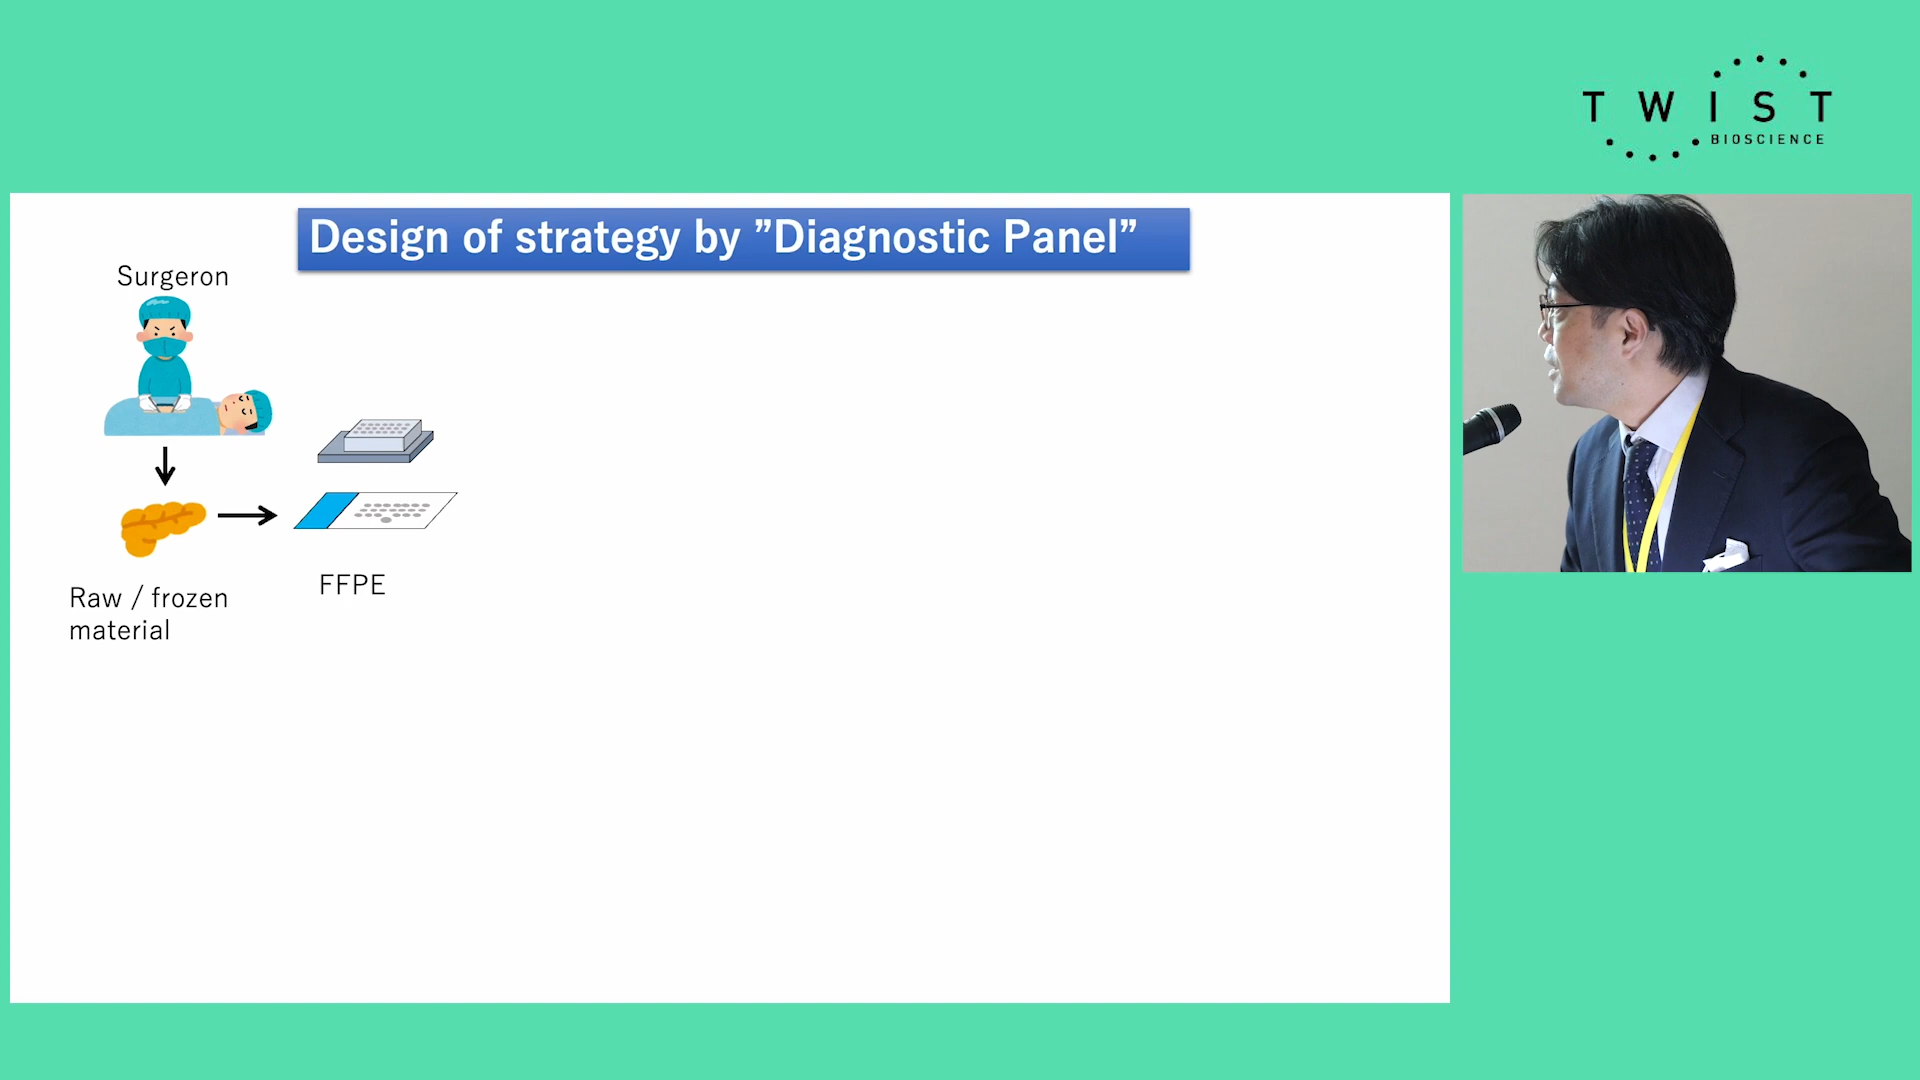 TWIST
BIOSCIENCE
Design of strategy by ”Diagnostic Panel”
Surgeron
Raw / frozen
material
FFPE